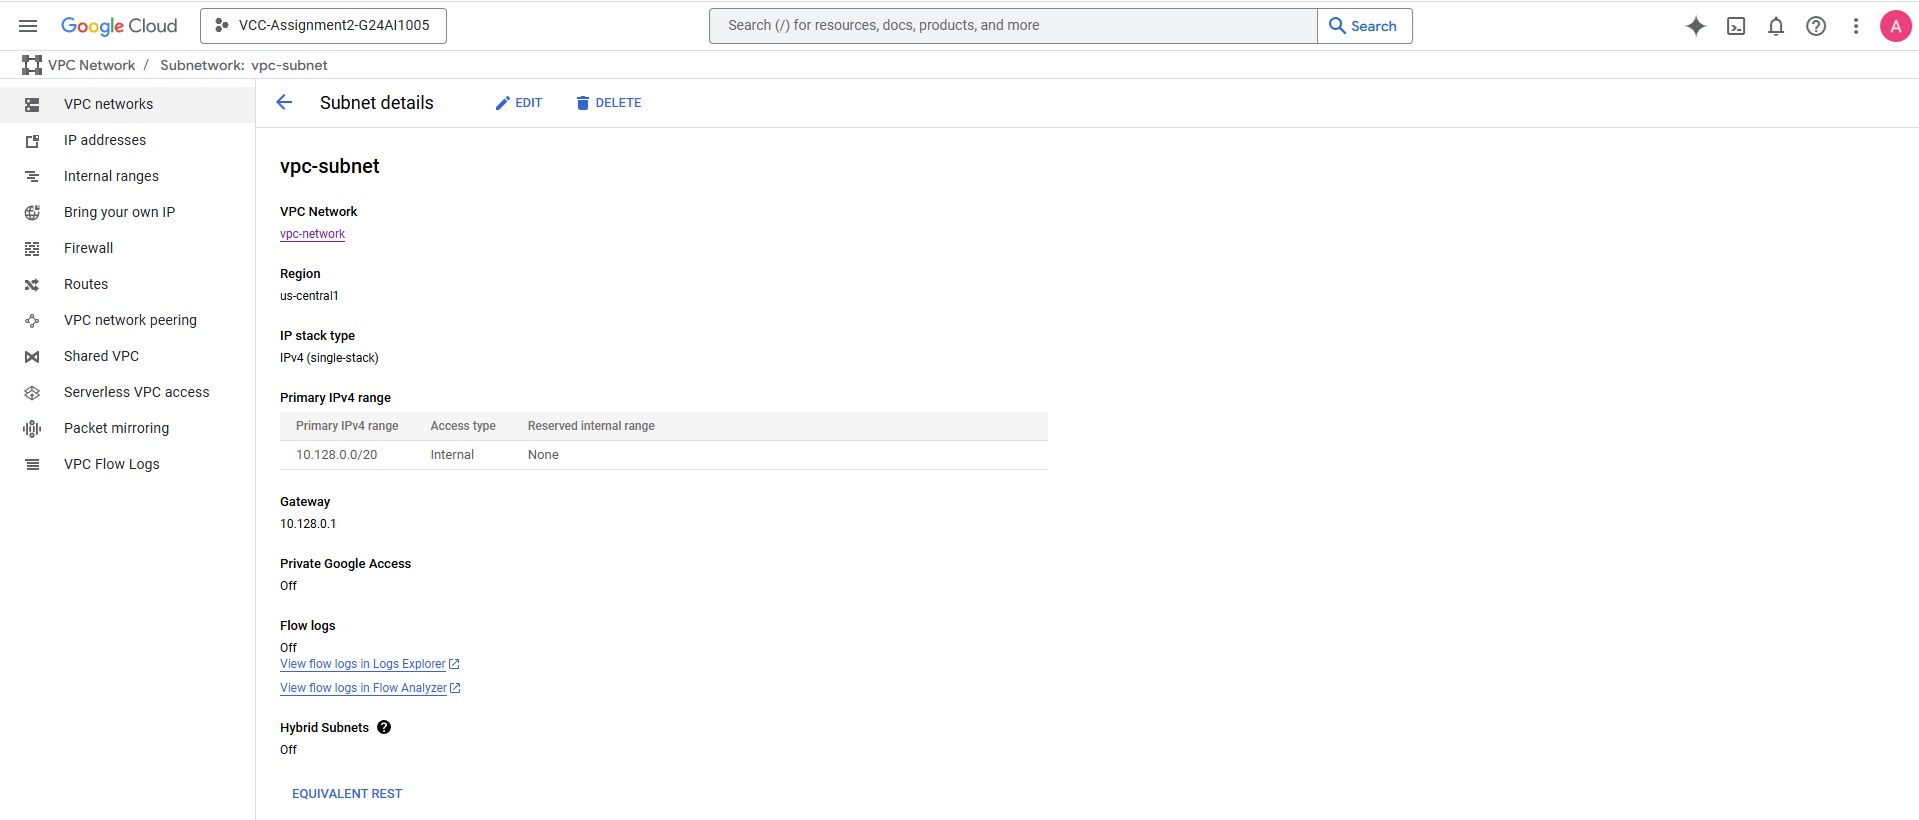 Google Cloud
VCC-Assignment2-G24AI1005
Search (/) for resources, docs, products, and more
Search
A
VPC Network / Subnetwork: vpc-subnet
VPC networks
IP addresses
Internal ranges
Bring your own IP
Firewall
Routes
VPC network peering
Shared VPC
Serverless VPC access
Packet mirroring
VPC Flow Logs
Subnet details
EDIT
DELETE
vpc-subnet
VPC Network
vpc-network
Region
us-central1
IP stack type
IPv4 (single-stack)
Primary IPv4 range
Primary IPv4 range Access type Reserved internal range
10.128.0.0/20 Internal None
Gateway
10.128.0.1
Private Google Access
Off
Flow logs
Off
View flow logs in Logs Explorer
View flow logs in Flow Analyzer
Hybrid Subnets
Off
EQUIVALENT REST